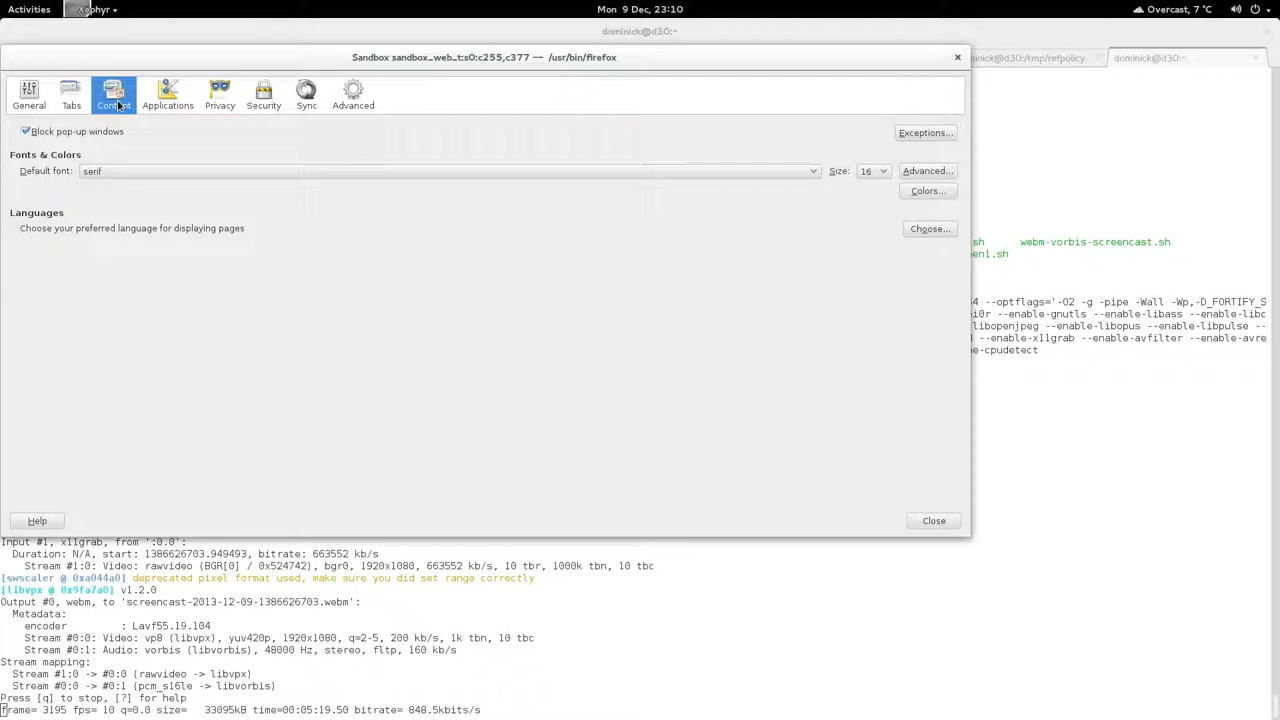 Activities Xephyr Mon 9 Dec, 23:10 Overcast, 7 °C
dominick@d30:~
Sandbox sandbox_web_t:s0:c255,c377 -- /usr/bin/firefox
minick@d30:/tmp/refpolicy dominick@d30:~
General Tabs Content Applications Privacy Security Sync Advanced
Block pop-up windows Exceptions...
Fonts & Colors
Default font: serif Size: 16 Advanced...
Colors...
Languages
Choose your preferred language for displaying pages Choose...
sh webm-vorbis-screencast.sh
en1.sh
4 --optflags='-O2 -g -pipe -Wall -Wp,-D_FORTIFY_S
i0r --enable-gnutls --enable-libass --enable-libc
libopenjpeg --enable-libopus --enable-libpulse --
d --enable-x11grab --enable-avfilter --enable-avre
e-cpudetect
Help Close
Input #1, x11grab, from ':0.0':
Duration: N/A, start: 1386626703.949493, bitrate: 663552 kb/s
Stream #1:0: Video: rawvideo (BGR[0] / 0x524742), bgr0, 1920x1080, 663552 kb/s, 10 tbr, 1000k tbn, 10 tbc
[swscaler @ 0xa044a0] deprecated pixel format used, make sure you did set range correctly
[libvpx @ 0x9fa7a0] v1.2.0
Output #0, webm, to 'screencast-2013-12-09-1386626703.webm':
Metadata:
encoder : Lavf55.19.104
Stream #0:0: Video: vp8 (libvpx), yuv420p, 1920x1080, q=2-5, 200 kb/s, 1k tbn, 10 tbc
Stream #0:1: Audio: vorbis (libvorbis), 48000 Hz, stereo, fltp, 160 kb/s
Stream mapping:
Stream #1:0 -> #0:0 (rawvideo -> libvpx)
Stream #0:0 -> #0:1 (pcm_s16le -> libvorbis)
Press [q] to stop, [?] for help
frame= 3195 fps= 10 q=0.0 size= 33095kB time=00:05:19.50 bitrate= 848.5kbits/s